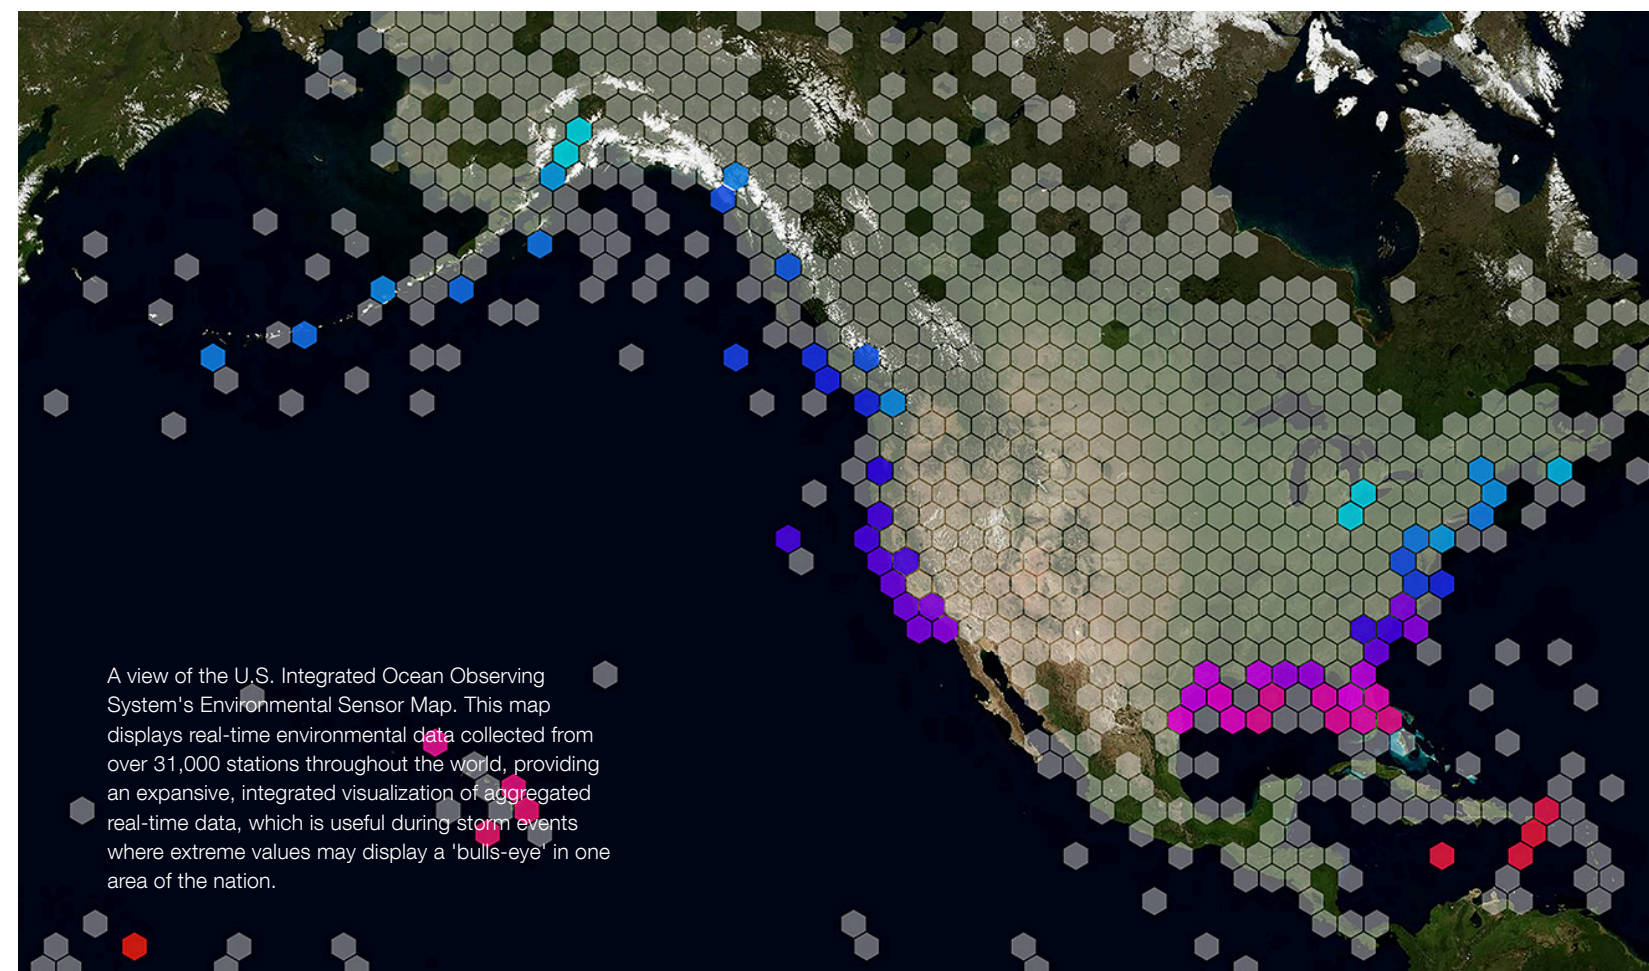 A view of the U.S. Integrated Ocean Observing
System's Environmental Sensor Map. This map
displays real-time environmental data collected from
over 31,000 stations throughout the world, providing
an expansive, integrated visualization of aggregated
real-time data, which is useful during storm events
where extreme values may display a 'bulls-eye' in one
area of the nation.